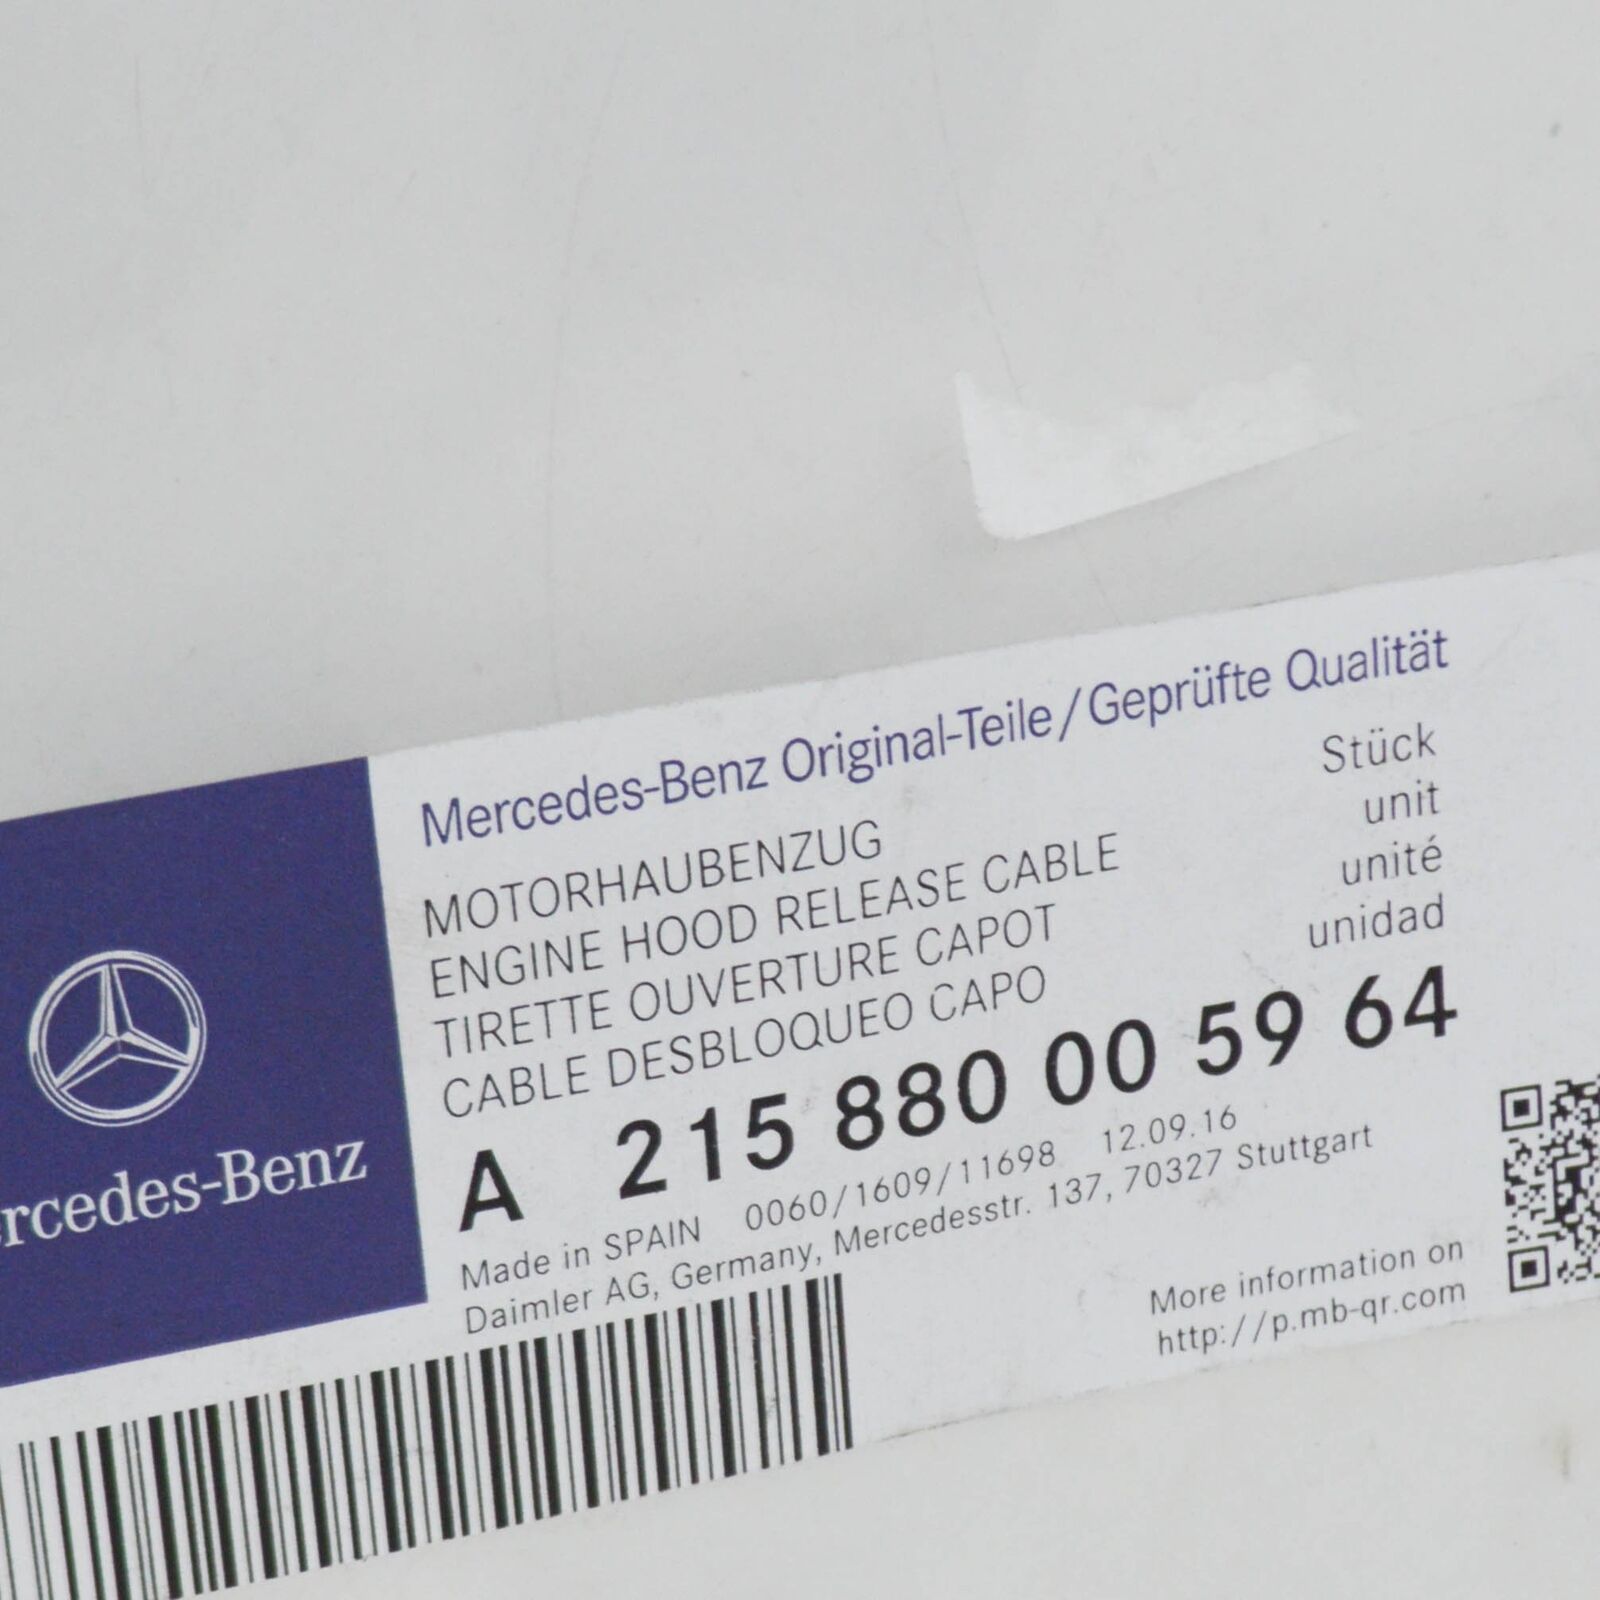 Mercedes-Benz Original-Teile/Geprüfte Qualität
MOTORHAUBENZUG Stück
ENGINE HOOD RELEASE CABLE unit
TIRETTE OUVERTURE CAPOT unité
CABLE DESBLOQUEO CAPO unidad
A 215 880 00 59 64
Made in SPAIN 0060/1609/11698 12.09.16
Daimler AG, Germany, Mercedesstr. 137, 70327 Stuttgart
More information on
http://p.mb-qr.com
rcedes-Benz